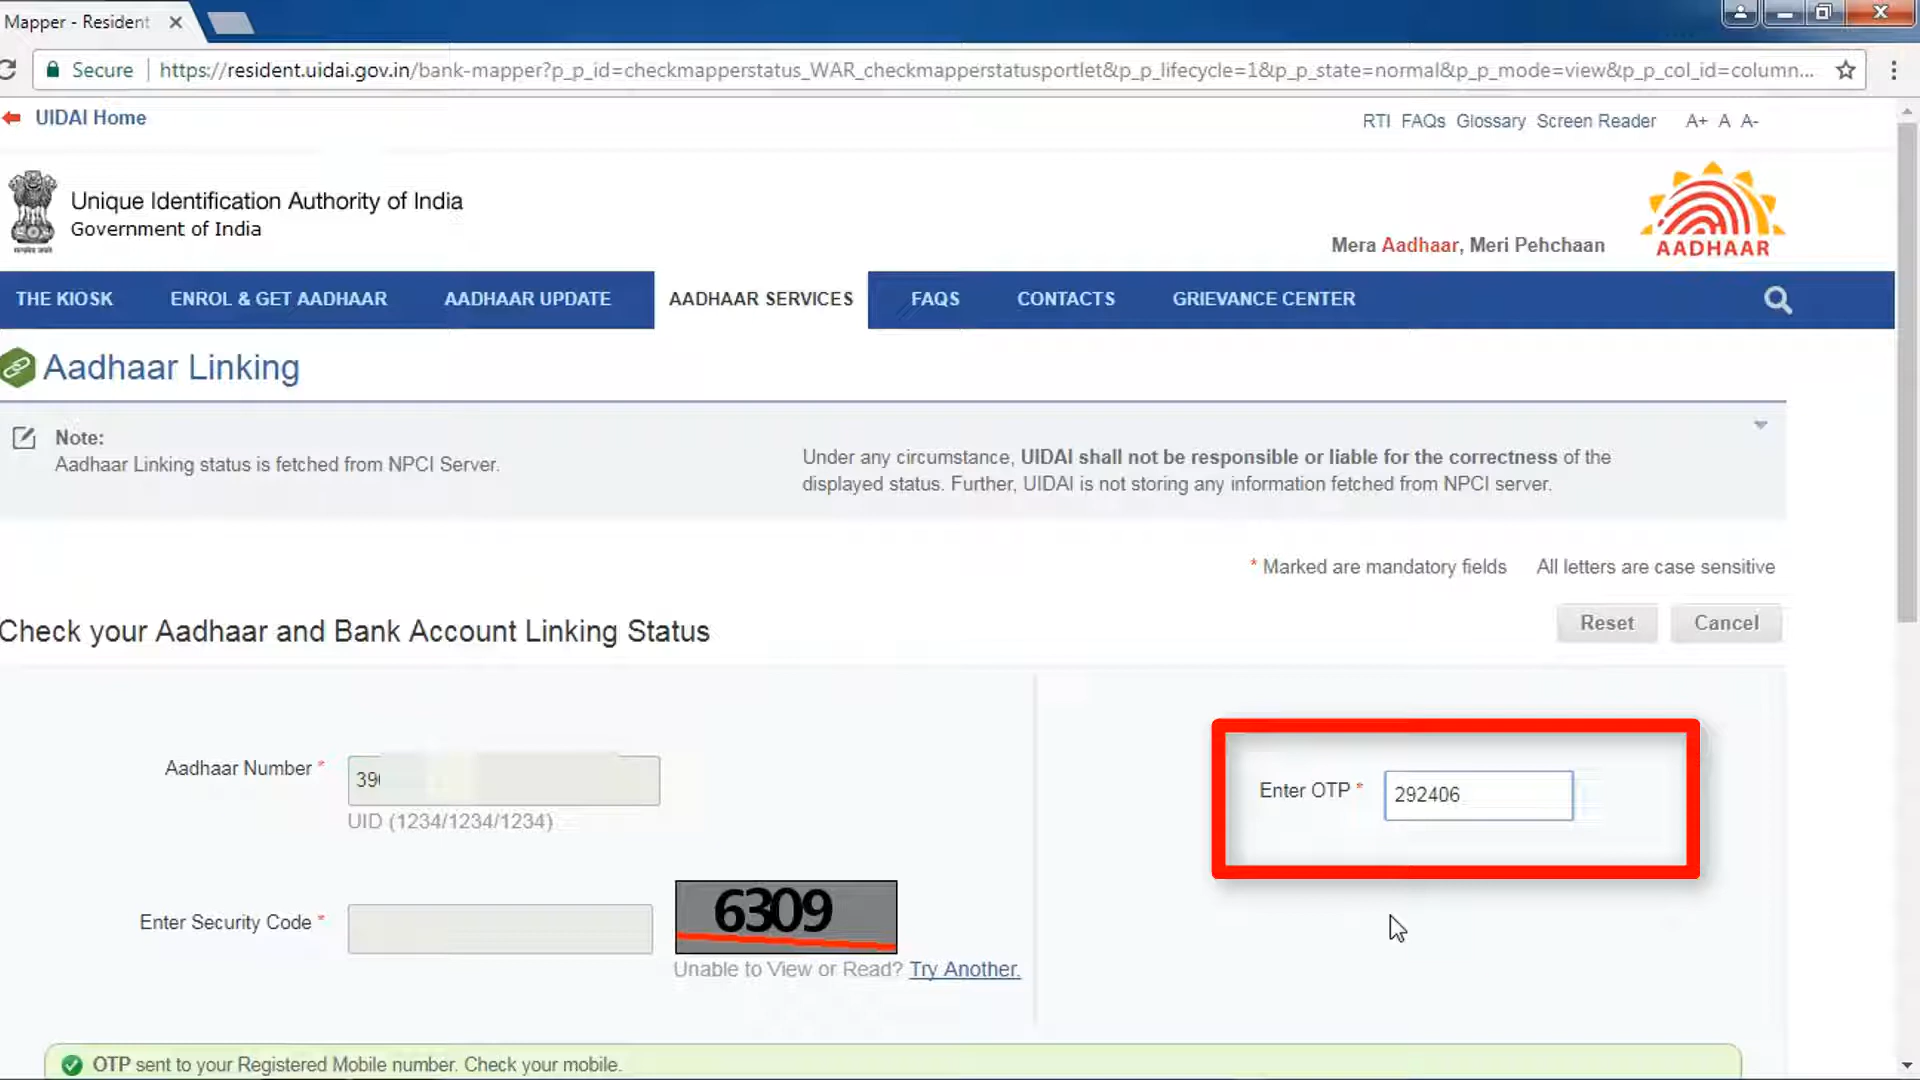 Mapper - Resident
Secure
https://resident.uidai.gov.in/bank-mapper?p_p_id=checkmapperstatus_WAR_checkmapperstatusportlet&p_p_lifecycle=1&p_p_state=normal&p_p_mode=view&p_p_col_id=column...
UIDAI Home
RTI FAQs Glossary Screen Reader A+ A A-
Unique Identification Authority of India
Government of India
Mera Aadhaar, Meri Pehchaan
AADHAAR
THE KIOSK ENROL & GET AADHAAR AADHAAR UPDATE AADHAAR SERVICES FAQS CONTACTS GRIEVANCE CENTER
Aadhaar Linking
Note:
Aadhaar Linking status is fetched from NPCI Server.
Under any circumstance, UIDAI shall not be responsible or liable for the correctness of the
displayed status. Further, UIDAI is not storing any information fetched from NPCI server.
* Marked are mandatory fields All letters are case sensitive
Check your Aadhaar and Bank Account Linking Status
Reset Cancel
Aadhaar Number *
UID (1234/1234/1234)
Enter OTP * 292406
Enter Security Code *
6309
Unable to View or Read? Try Another.
OTP sent to your Registered Mobile number. Check your mobile.